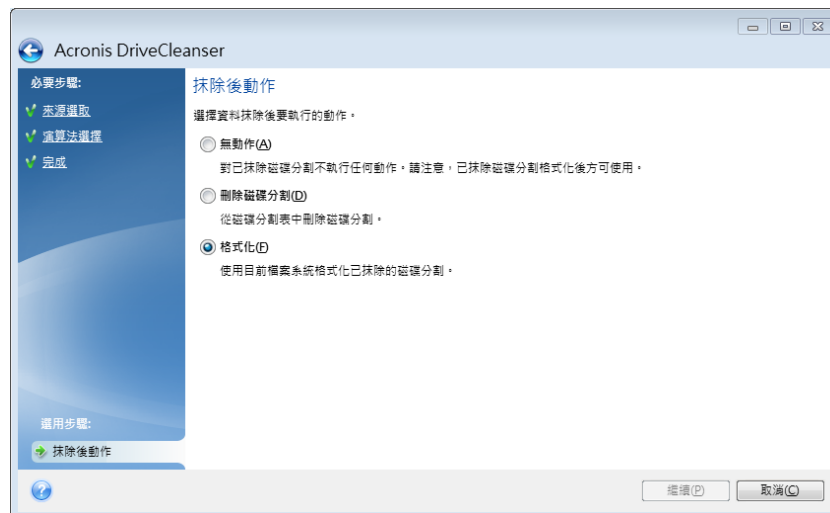 Acronis DriveCleanser
必要步驟:
來源選取
演算法選擇
完成
選用步驟:
抹除後動作
抹除後動作
選擇資料抹除後要執行的動作。
無動作(A)
對已抹除磁碟分割不執行任何動作。請注意，已抹除磁碟分割格式化後方可使用。
刪除磁碟分割(D)
從磁碟分割表中刪除磁碟分割。
格式化(F)
使用目前檔案系統格式化已抹除的磁碟分割。
繼續(P)
取消(C)